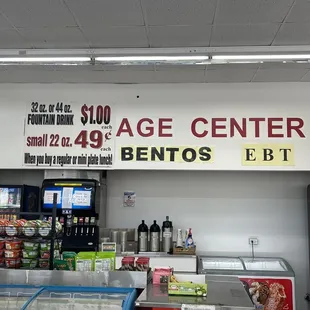 32 oz. or 44 oz.
FOUNTAIN DRINK $1.00 each
small 22 oz. 49¢ each
When you buy a regular or mini plate lunch!
AGE CENTER
BENTOS EBT